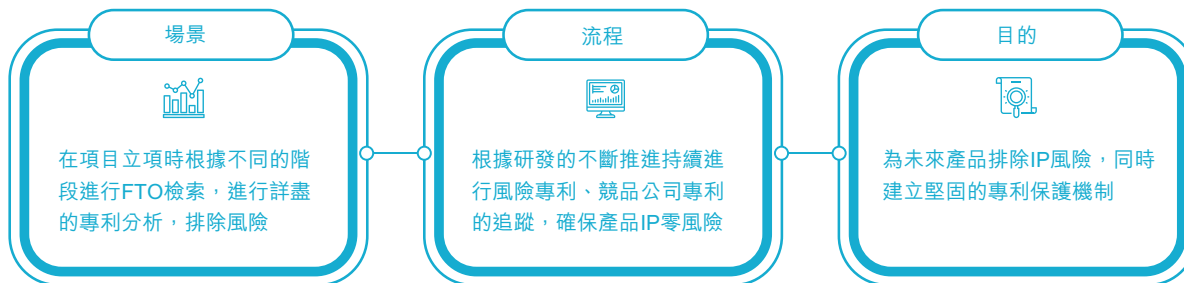 場景
在項目立項時根據不同的階
段進行FTO檢索，進行詳盡
的專利分析，排除風險
流程
根據研發的不斷推進持續進
行風險專利、競品公司專利
的追蹤，確保產品IP零風險
目的
為未來產品排除IP風險，同時
建立堅固的專利保護機制